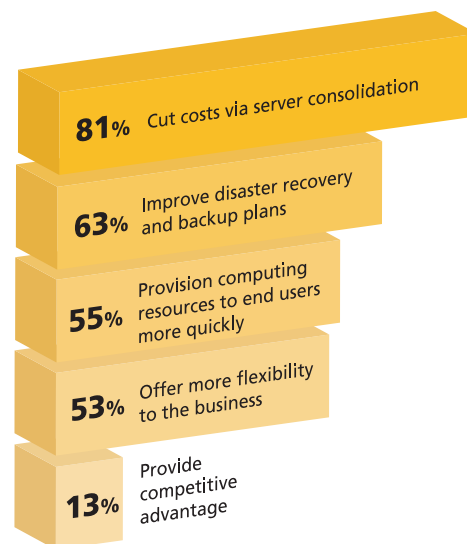 81% Cut costs via server consolidation
63% Improve disaster recovery
and backup plans
55% Provision computing
resources to end users
more quickly
53% Offer more flexibility
to the business
13% Provide
competitive
advantage